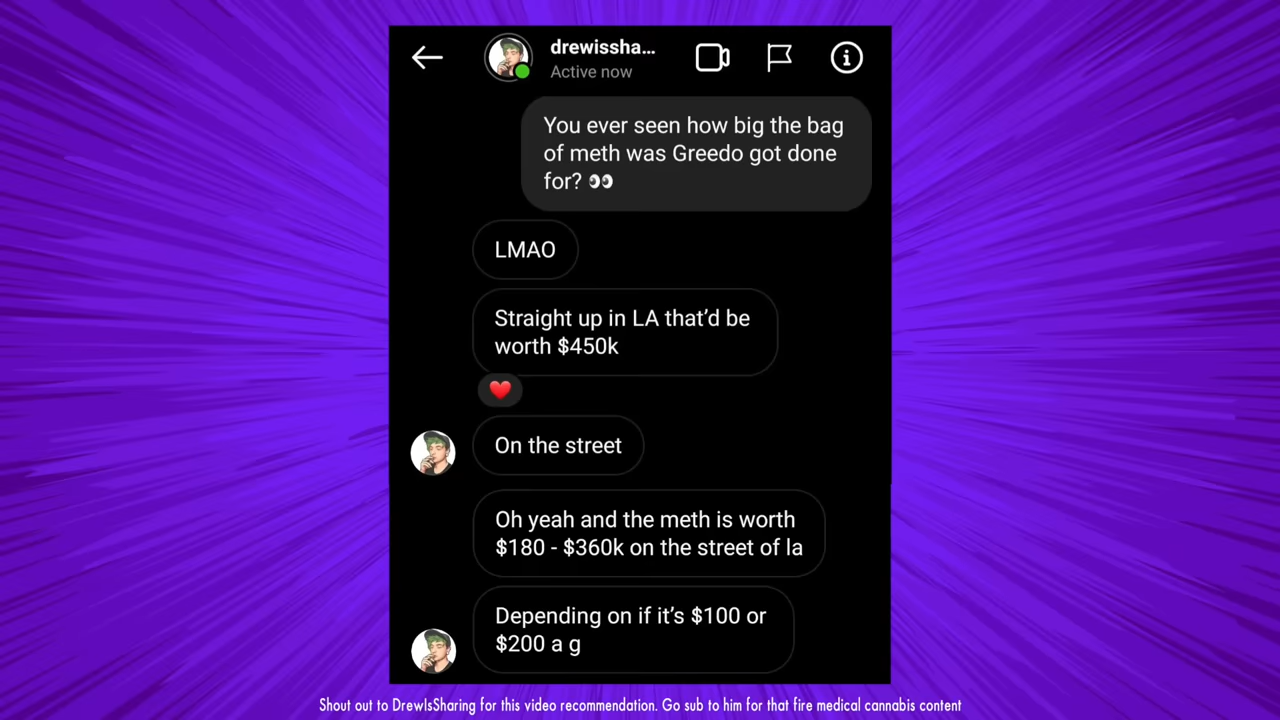 drewissha...
Active now
You ever seen how big the bag
of meth was Greedo got done
for? 👀
LMAO
Straight up in LA that’d be
worth $450k
On the street
Oh yeah and the meth is worth
$180 - $360k on the street of la
Depending on if it’s $100 or
$200 a g
Shout out to DrewIsSharing for this video recommendation. Go sub to him for that fire medical cannabis content